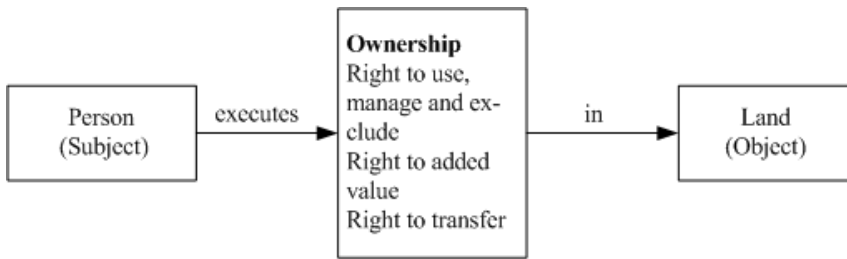 Person
(Subject)
executes
Ownership
Right to use,
manage and ex-
clude
Right to added
value
Right to transfer
in
Land
(Object)